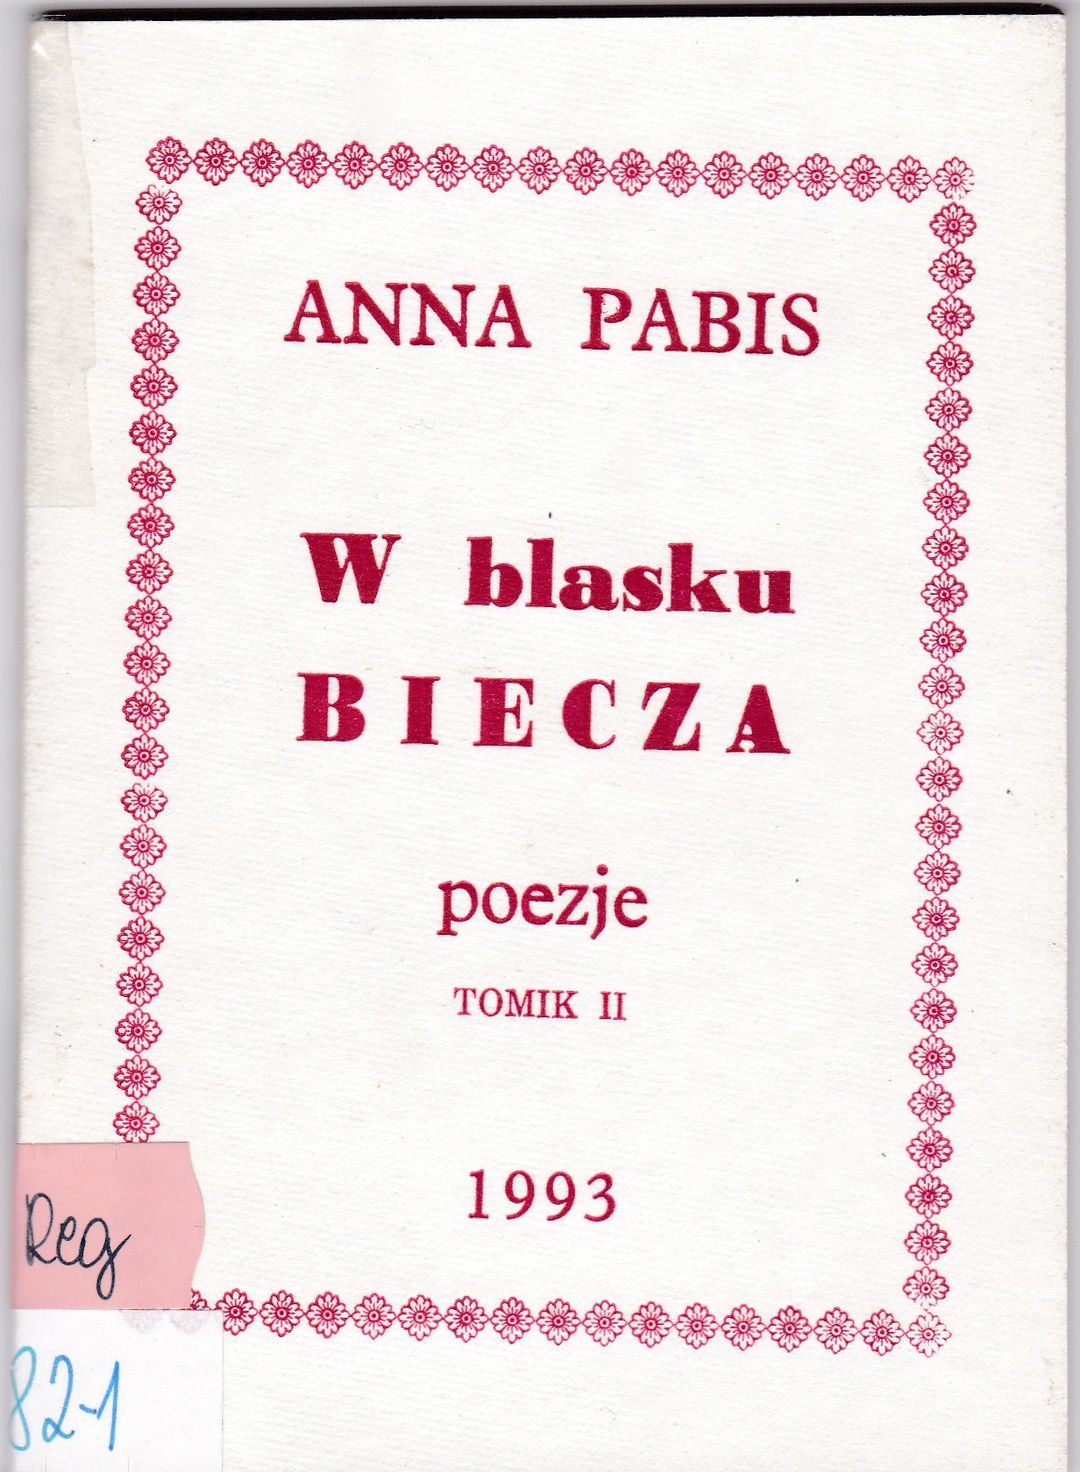 ANNA PABIS
W blasku
BIECZA
poezje
TOMIK II
1993
Reg
82-1